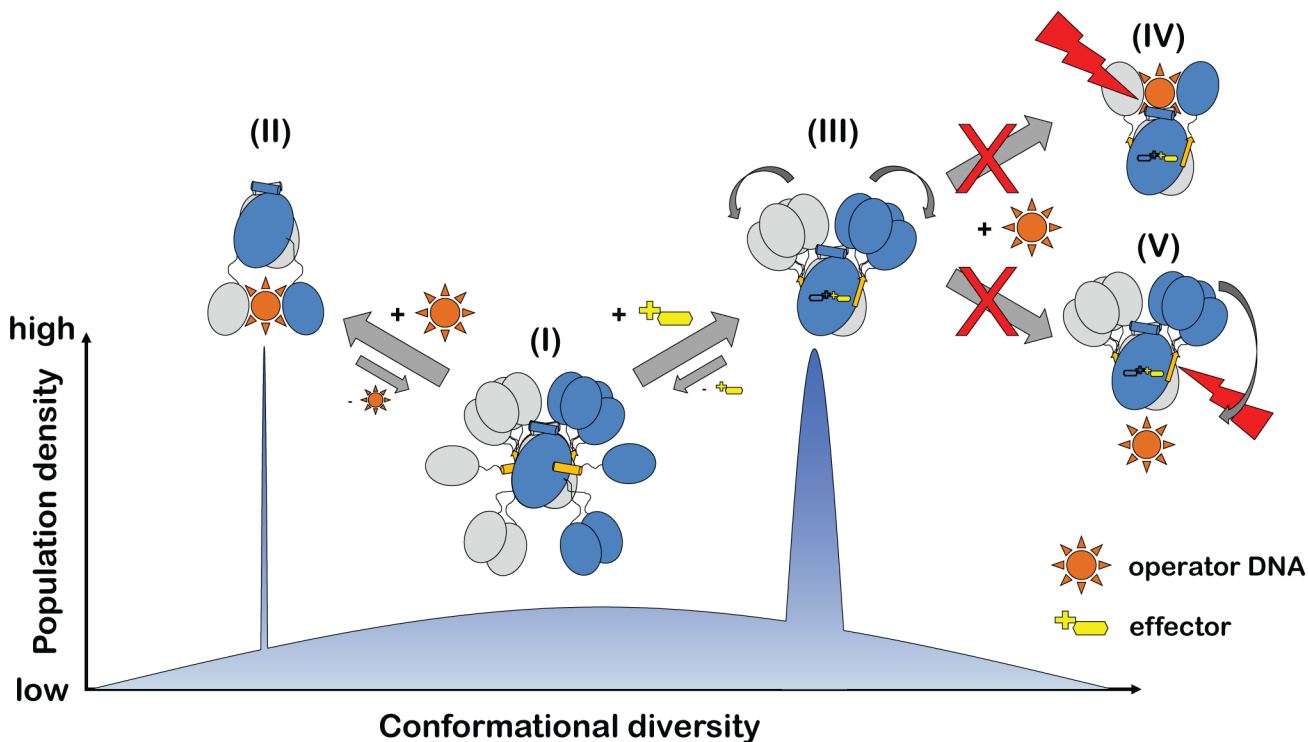 (IV)
(II)
(III)
+
(V)
high
+
+
(I)
-
-
Population density
operator DNA
effector
low
Conformational diversity